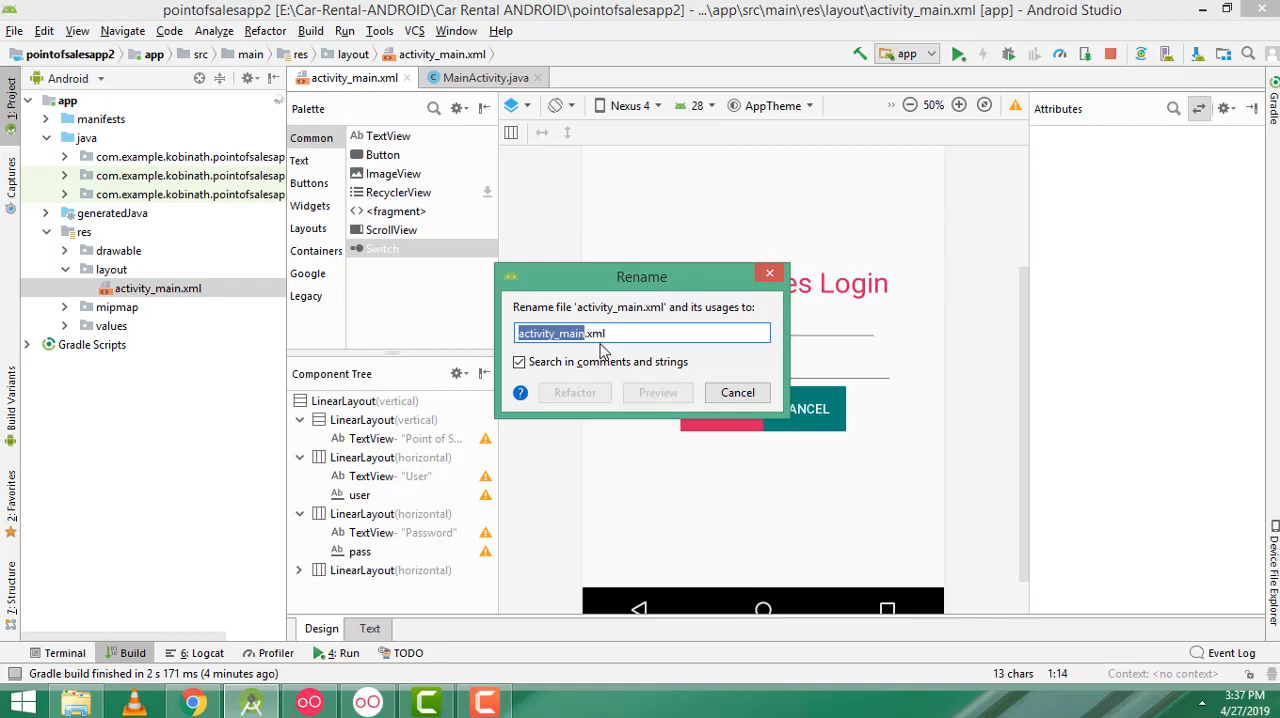 pointofsalesapp2 [E:\Car-Rental-ANDROID\Car Rental ANDROID\pointofsalesapp2] - ...\app\src\main\res\layout\activity_main.xml [app] - Android Studio
File Edit View Navigate Code Analyze Refactor Build Run Tools VCS Window Help
pointofsalesapp2 app src main res layout activity_main.xml app
Android activity_main.xml MainActivity.java
1: Project
Captures
Build Variants
2: Favorites
7: Structure
app
manifests
java
com.example.kobinath.pointofsalesap
com.example.kobinath.pointofsalesap
com.example.kobinath.pointofsalesap
generatedJava
res
drawable
layout
activity_main.xml
mipmap
values
Gradle Scripts
Palette
Common
Text
Buttons
Widgets
Layouts
Containers
Google
Legacy
Ab TextView
Button
ImageView
RecyclerView
<fragment>
ScrollView
Switch
Component Tree
LinearLayout(vertical)
LinearLayout(vertical)
Ab TextView- "Point of S...
LinearLayout(horizontal)
Ab TextView- "User"
Ab user
LinearLayout(horizontal)
Ab TextView- "Password"
Ab pass
LinearLayout(horizontal)
Nexus 4 28 AppTheme 50%
es Login
ANCEL
Rename
Rename file 'activity_main.xml' and its usages to:
activity_main.xml
Search in comments and strings
? Refactor Preview Cancel
Attributes
Gradle
Device File Explorer
Design Text
Terminal Build 6: Logcat Profiler 4: Run TODO Event Log
Gradle build finished in 2 s 171 ms (4 minutes ago) 13 chars 1:14 Context: <no context>
3:37 PM
4/27/2019